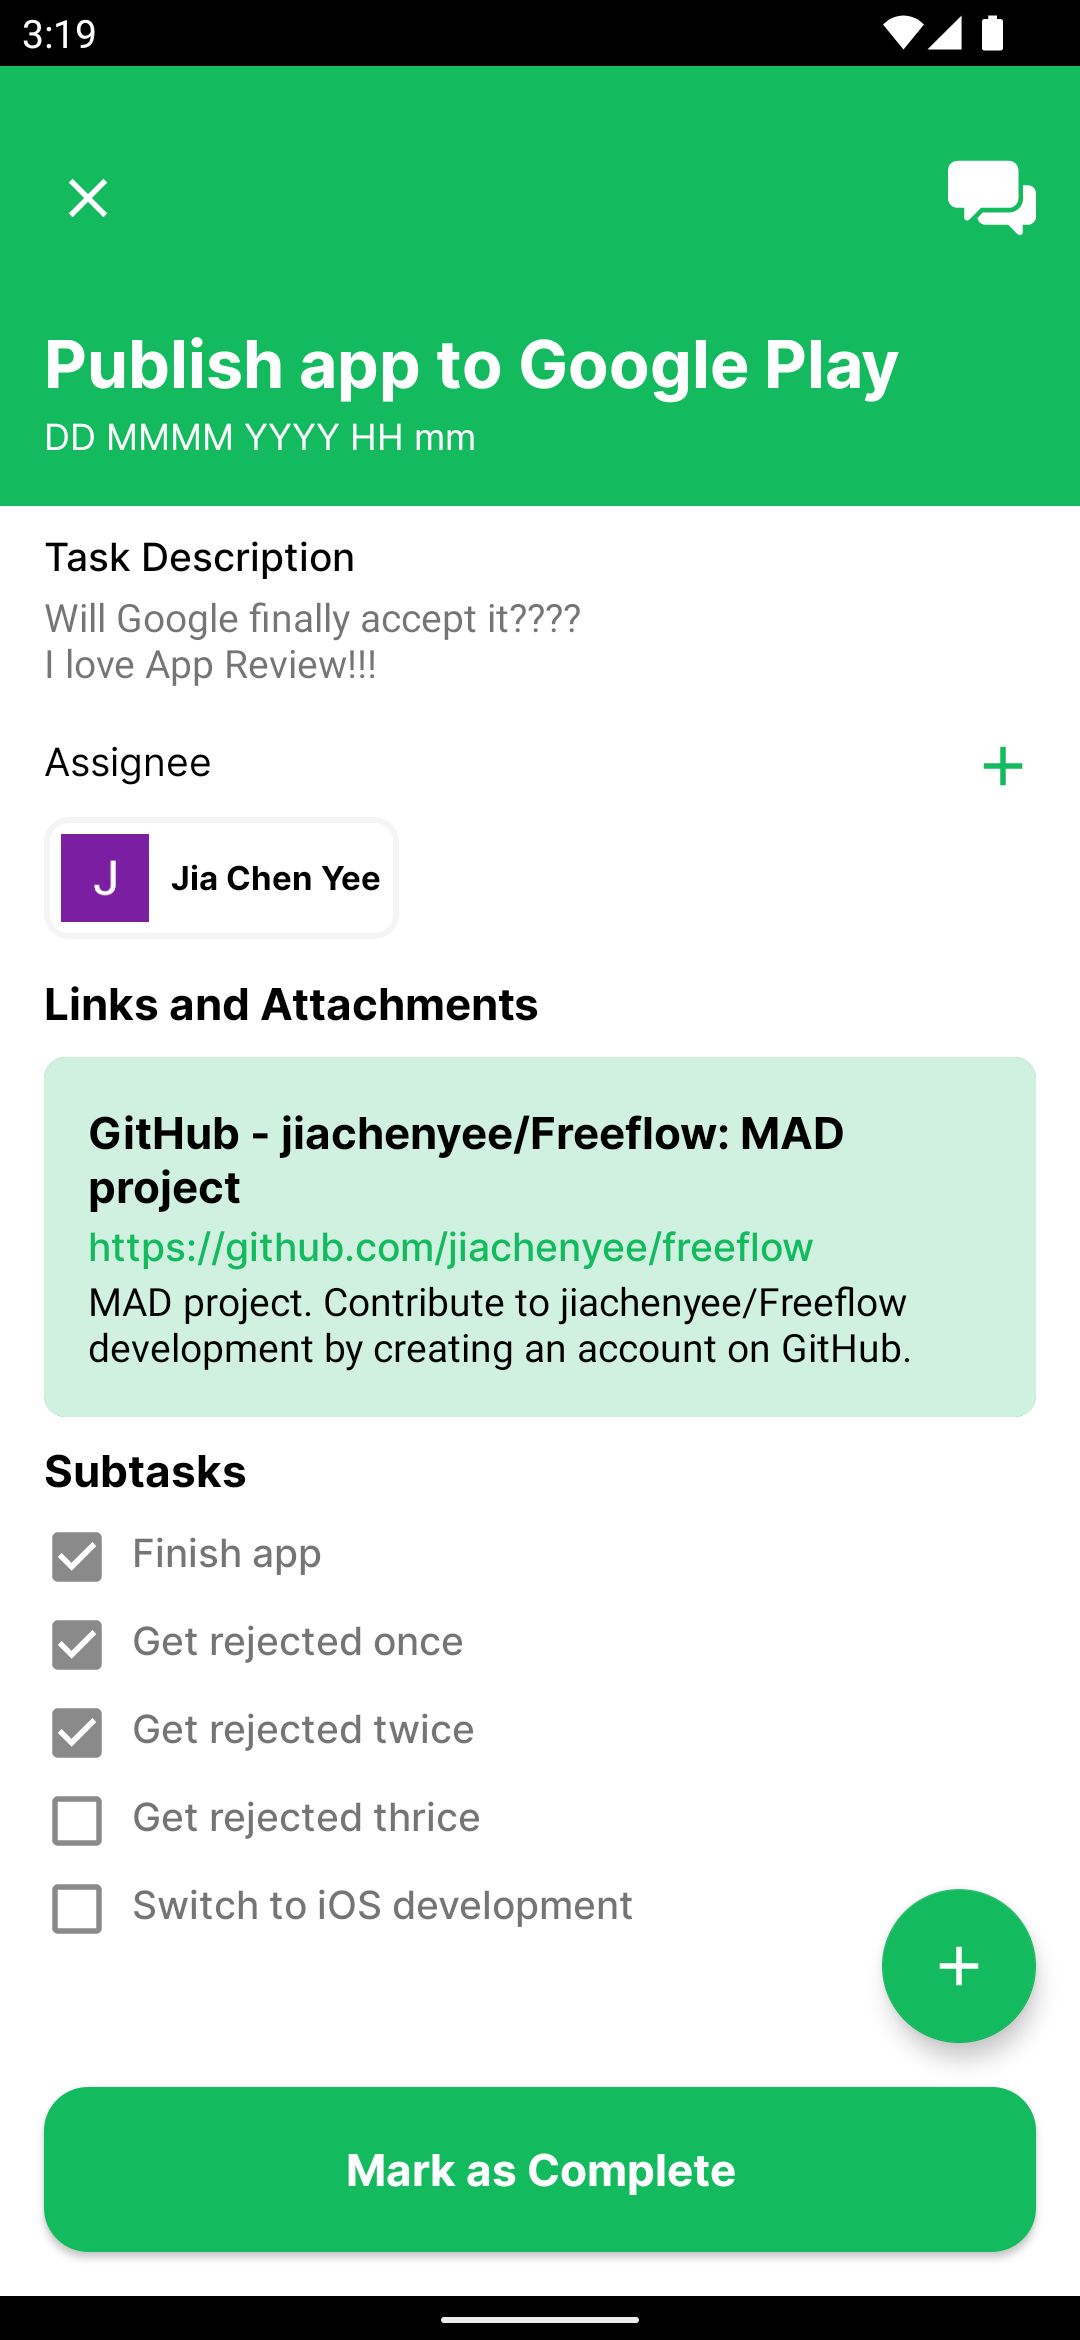 3:19
Publish app to Google Play
DD MMMM YYYY HH mm
Task Description
Will Google finally accept it????
I love App Review!!!
Assignee
J
Jia Chen Yee
Links and Attachments
GitHub - jiachenyee/Freeflow: MAD
project
https://github.com/jiachenyee/freeflow
MAD project. Contribute to jiachenyee/Freeflow
development by creating an account on GitHub.
Subtasks
Finish app
Get rejected once
Get rejected twice
Get rejected thrice
Switch to iOS development
Mark as Complete